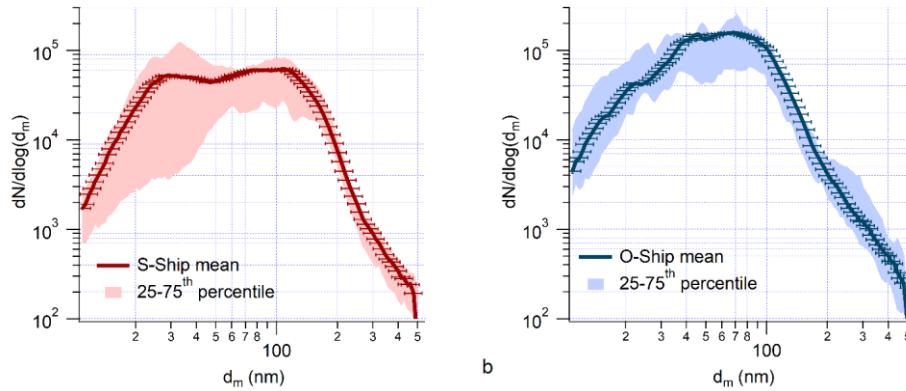 10^5
10^4
10^3
10^2
dN/dlog(d_m)
S-Ship mean
25-75^th percentile
2 3 4 5 6 7 8 100 2 3 4 5
d_m (nm)
b
10^5
10^4
10^3
10^2
dN/dlog(d_m)
O-Ship mean
25-75^th percentile
2 3 4 5 6 7 8 100 2 3 4 5
d_m (nm)